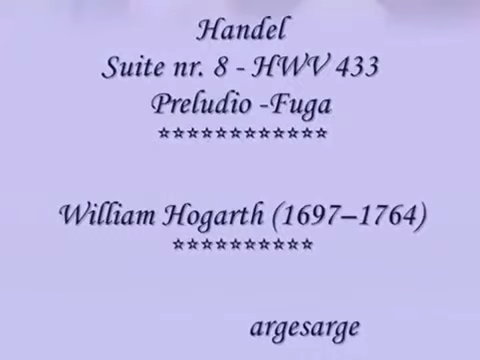 Handel
Suite nr. 8 - HWV 433
Preludio -Fuga
************
William Hogarth (1697–1764)
**********
argesarge